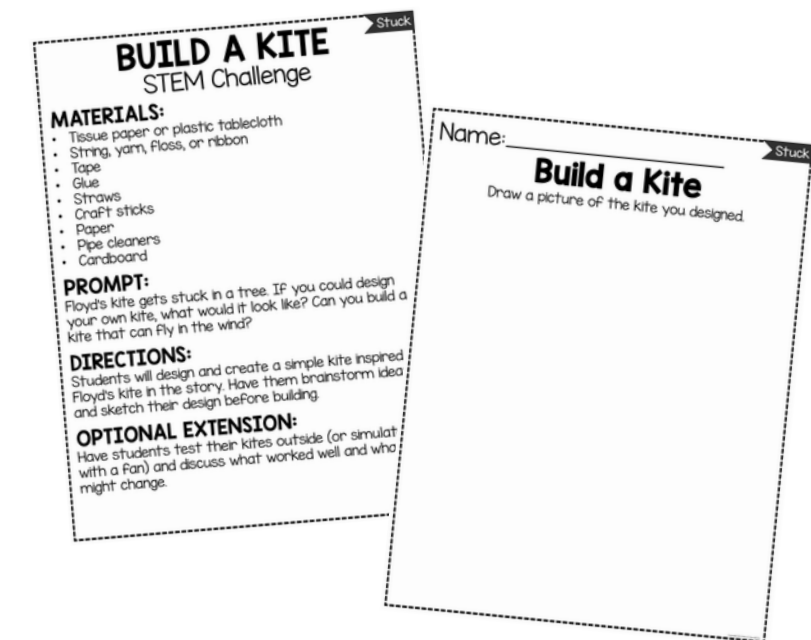 Stuck
BUILD A KITE
STEM Challenge
MATERIALS:
• Tissue paper or plastic tablecloth
• String, yarn, floss, or ribbon
• Tape
• Glue
• Straws
• Craft sticks
• Paper
• Pipe cleaners
• Cardboard
PROMPT:
Floyd's kite gets stuck in a tree. If you could design
your own kite, what would it look like? Can you build a
kite that can fly in the wind?
DIRECTIONS:
Students will design and create a simple kite inspired
Floyd's kite in the story. Have them brainstorm idea
and sketch their design before building.
OPTIONAL EXTENSION:
Have students test their kites outside (or simulat
with a fan) and discuss what worked well and
might change.
Stuck
Name:
Build a Kite
Draw a picture of the kite you designed.